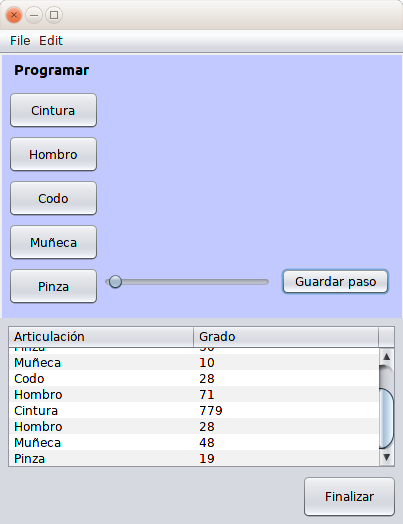 File Edit
Programar
Cintura
Hombro
Codo
Muñeca
Pinza
Guardar paso
Articulación Grado
Pinza
Muñeca 10
Codo 28
Hombro 71
Cintura 779
Hombro 28
Muñeca 48
Pinza 19
Finalizar